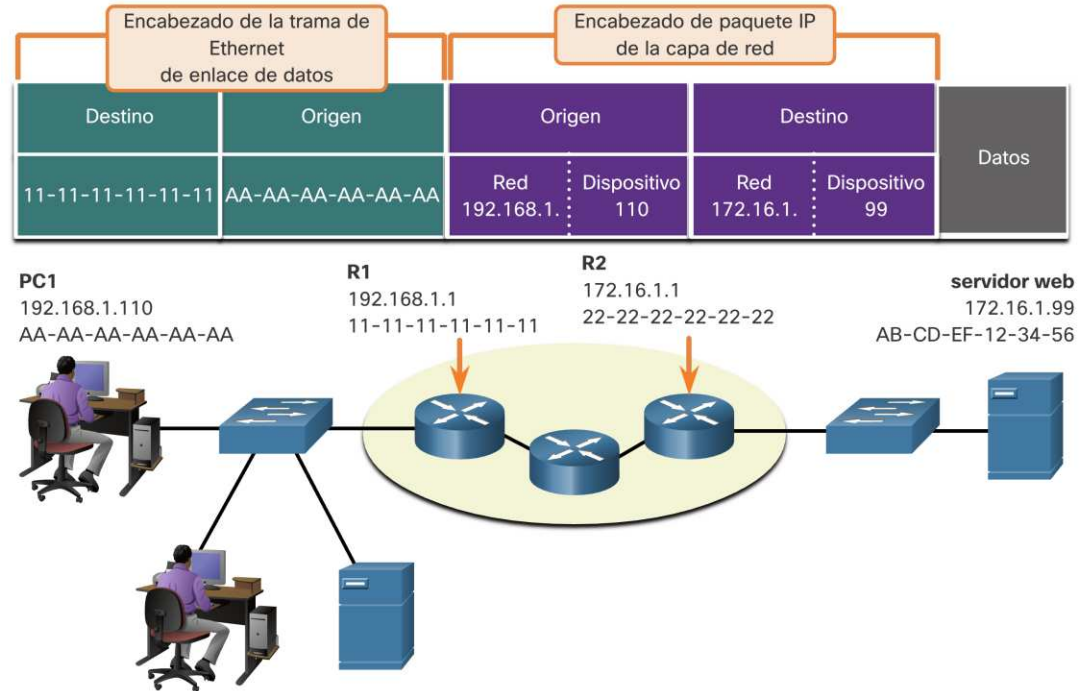 Encabezado de la trama de
Ethernet
de enlace de datos
Encabezado de paquete IP
de la capa de red
Destino
Origen
Origen
Destino
Datos
11-11-11-11-11-11
AA-AA-AA-AA-AA-AA
Red
192.168.1.
Dispositivo
110
Red
172.16.1.
Dispositivo
99
PC1
192.168.1.110
AA-AA-AA-AA-AA-AA
R1
192.168.1.1
11-11-11-11-11-11
R2
172.16.1.1
22-22-22-22-22-22
servidor web
172.16.1.99
AB-CD-EF-12-34-56